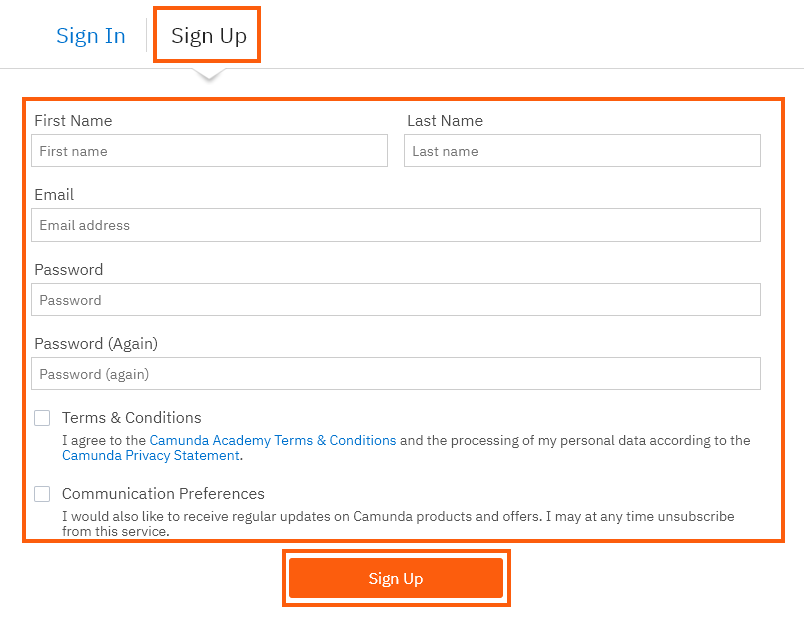 Sign In
Sign Up
First Name
Last Name
First name
Last name
Email
Email address
Password
Password
Password (Again)
Password (again)
Terms & Conditions
I agree to the Camunda Academy Terms & Conditions and the processing of my personal data according to the
Camunda Privacy Statement.
Communication Preferences
I would also like to receive regular updates on Camunda products and offers. I may at any time unsubscribe
from this service.
Sign Up